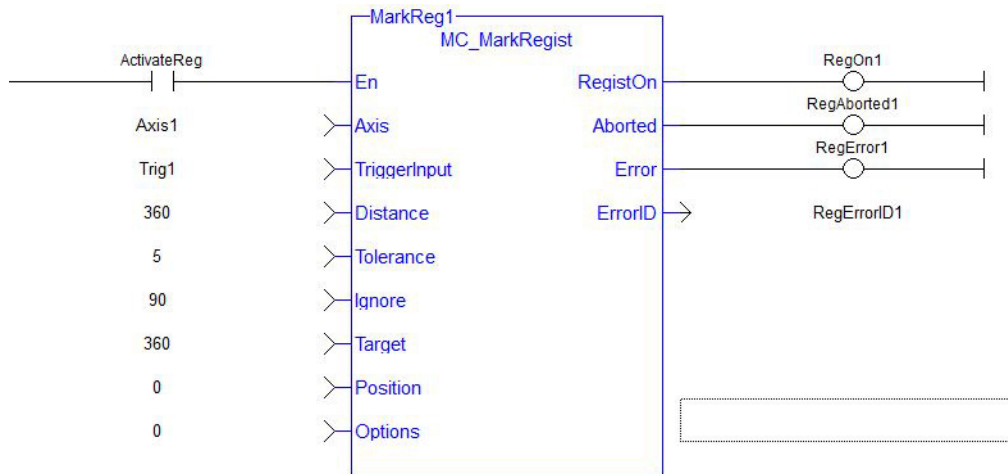 MarkReg1
MC_MarkRegist
ActivateReg
En
RegistOn
RegOn1
Axis1
Axis
Aborted
RegAborted1
Trig1
TriggerInput
Error
RegError1
360
Distance
ErrorID
RegErrorID1
5
Tolerance
90
Ignore
360
Target
0
Position
0
Options